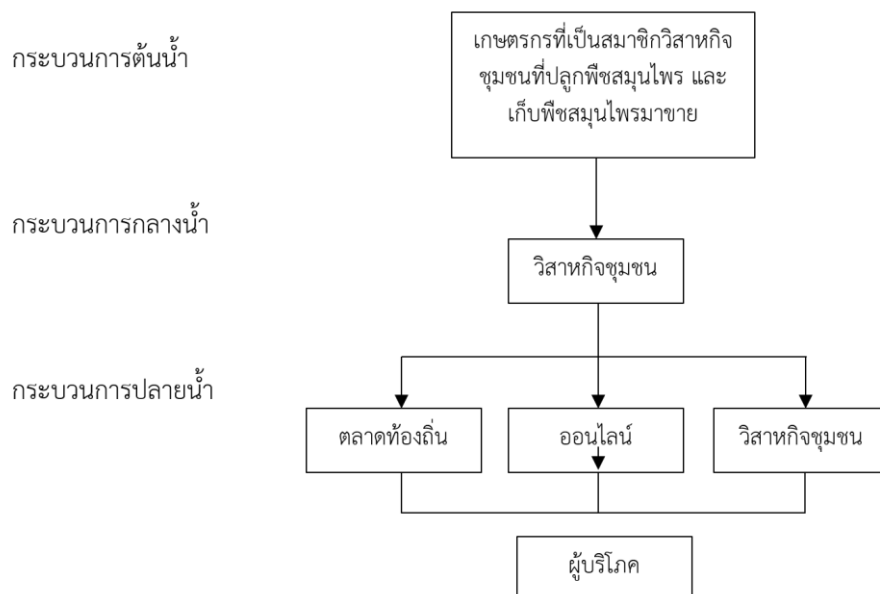 กระบวนการต้นน้ำ
เกษตรกรที่เป็นสมาชิกวิสาหกิจ
ชุมชนที่ปลูกพืชสมุนไพร และ
เก็บพืชสมุนไพรมาขาย
กระบวนการกลางน้ำ
วิสาหกิจชุมชน
กระบวนการปลายน้ำ
ตลาดท้องถิ่น
ออนไลน์
วิสาหกิจชุมชน
ผู้บริโภค